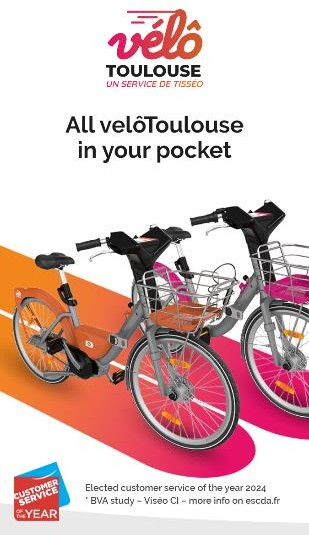 vélô
TOULOUSE
UN SERVICE DE TISSÉO
All velôToulouse
in your pocket
CUSTOMER
SERVICE
OF THE YEAR
Elected customer service of the year 2024
* BVA study – Viséo CI – more info on escda.fr